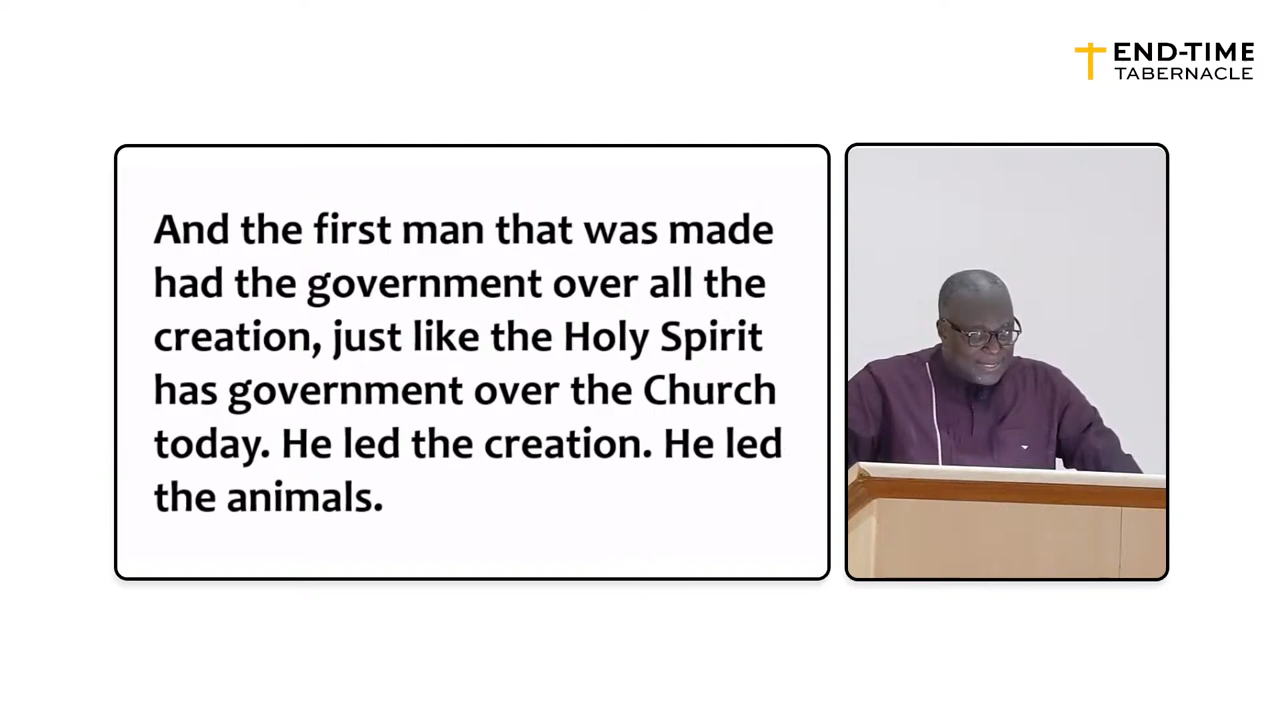 END-TIME
TABERNACLE
And the first man that was made
had the government over all the
creation, just like the Holy Spirit
has government over the Church
today. He led the creation. He led
the animals.